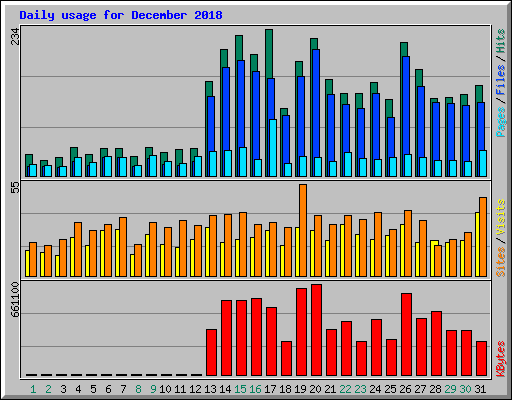 Daily usage for December 2018
234
Pages / Files / Hits
55
Sites / Visits
661100
KBytes
1 2 3 4 5 6 7 8 9 10 11 12 13 14 15 16 17 18 19 20 21 22 23 24 25 26 27 28 29 30 31